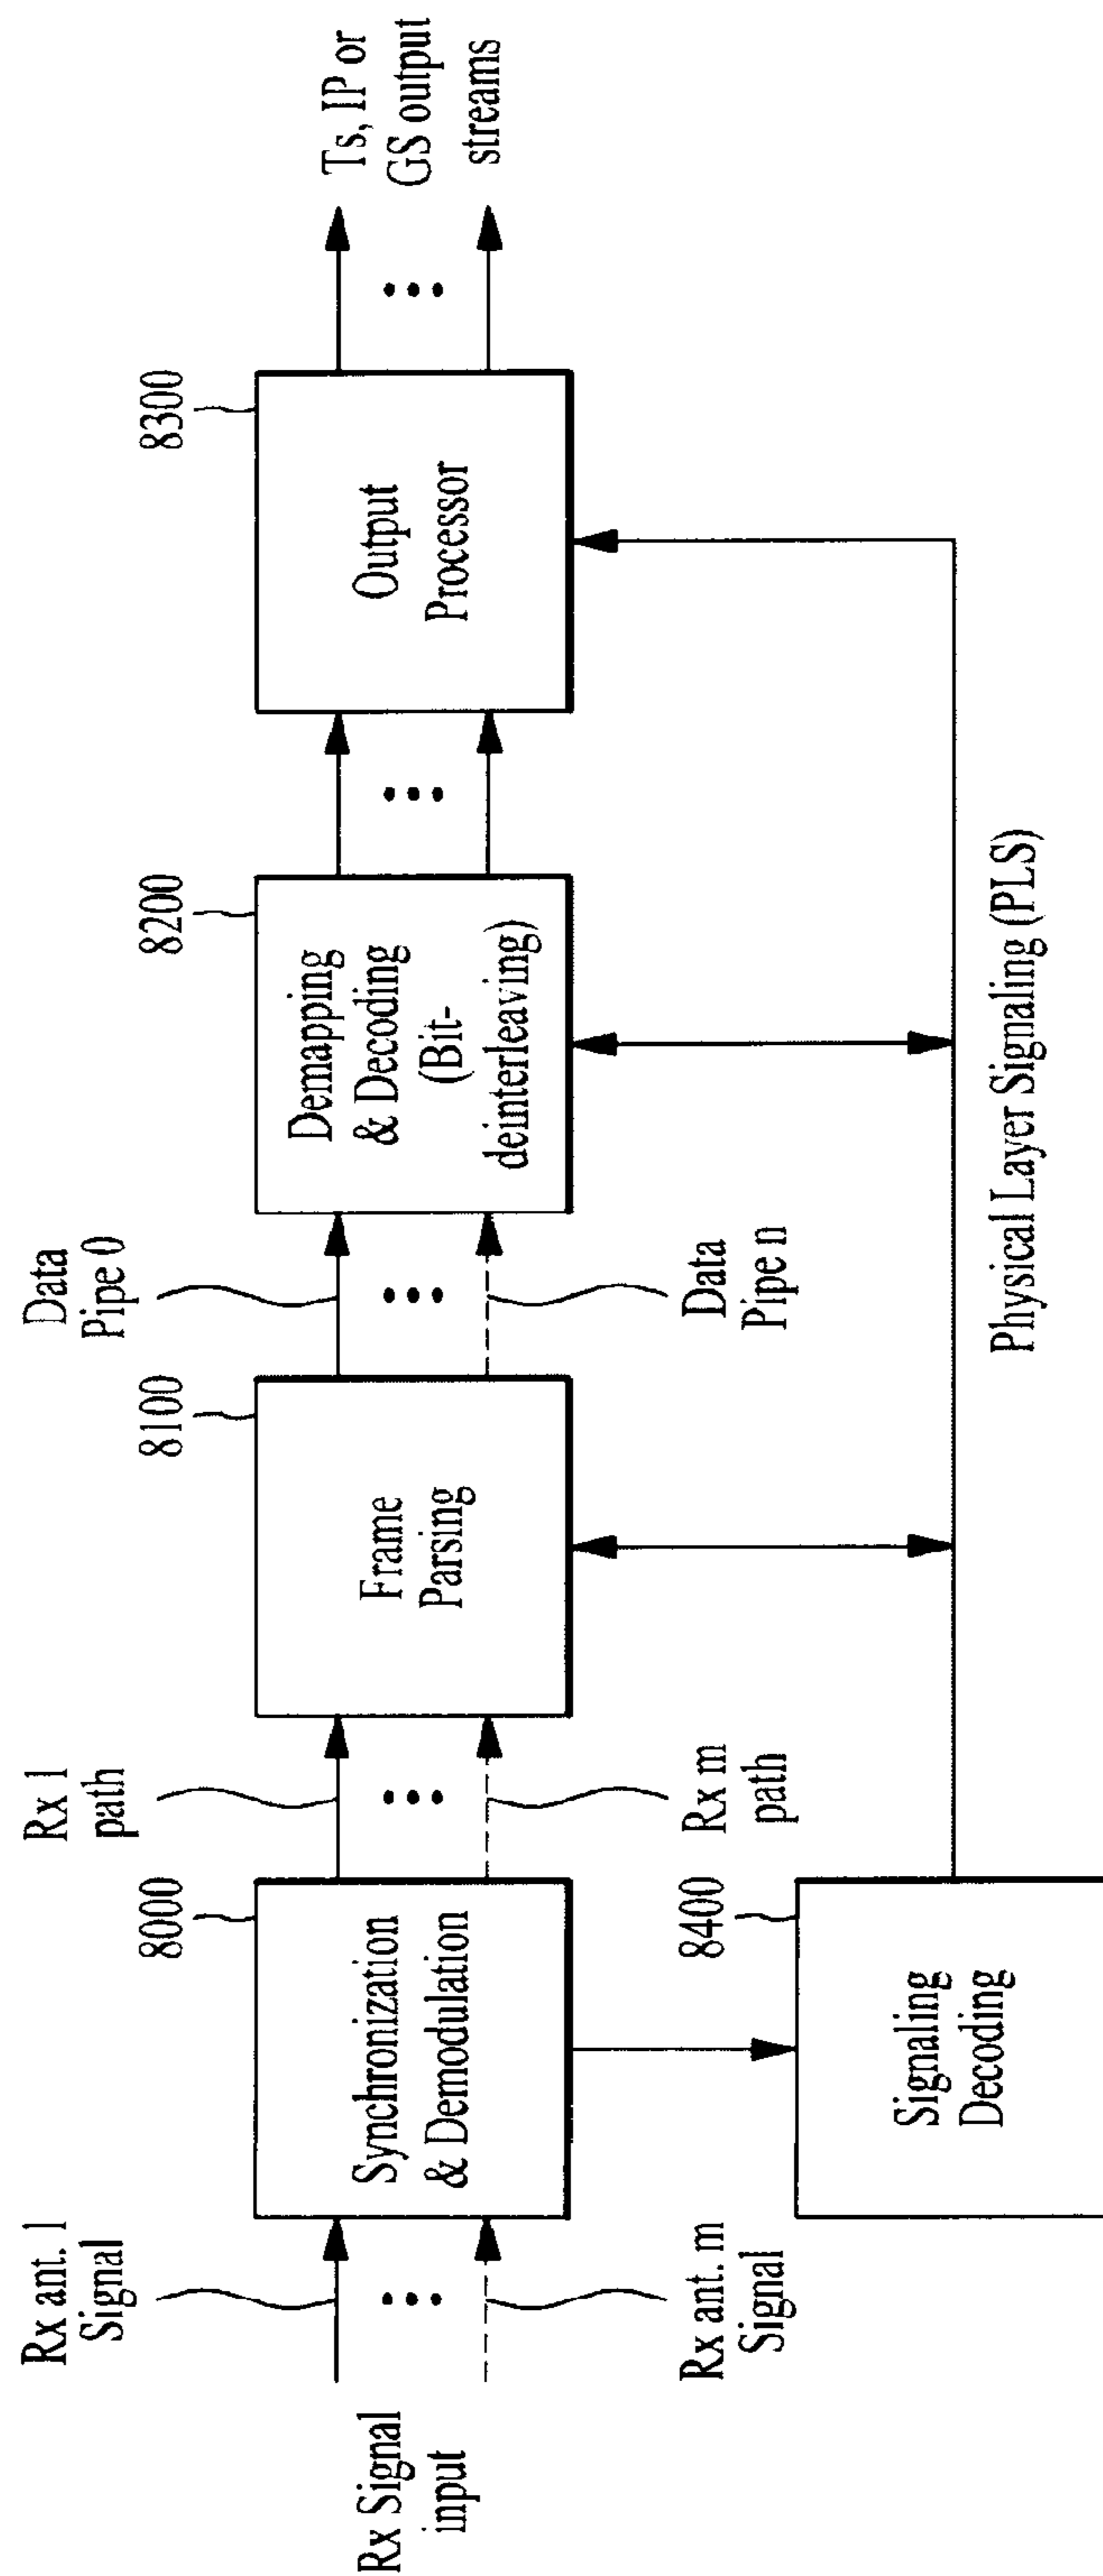 Rx Signal
input
Rx ant. 1
Signal
Rx ant. m
Signal
8000
Synchronization
& Demodulation
Rx 1
path
Rx m
path
8400
Signaling
Decoding
8100
Frame
Parsing
Data
Pipe 0
Data
Pipe n
8200
Demapping
& Decoding
(Bit-
deinterleaving)
8300
Output
Processor
Ts, IP or
GS output
streams
Physical Layer Signaling (PLS)